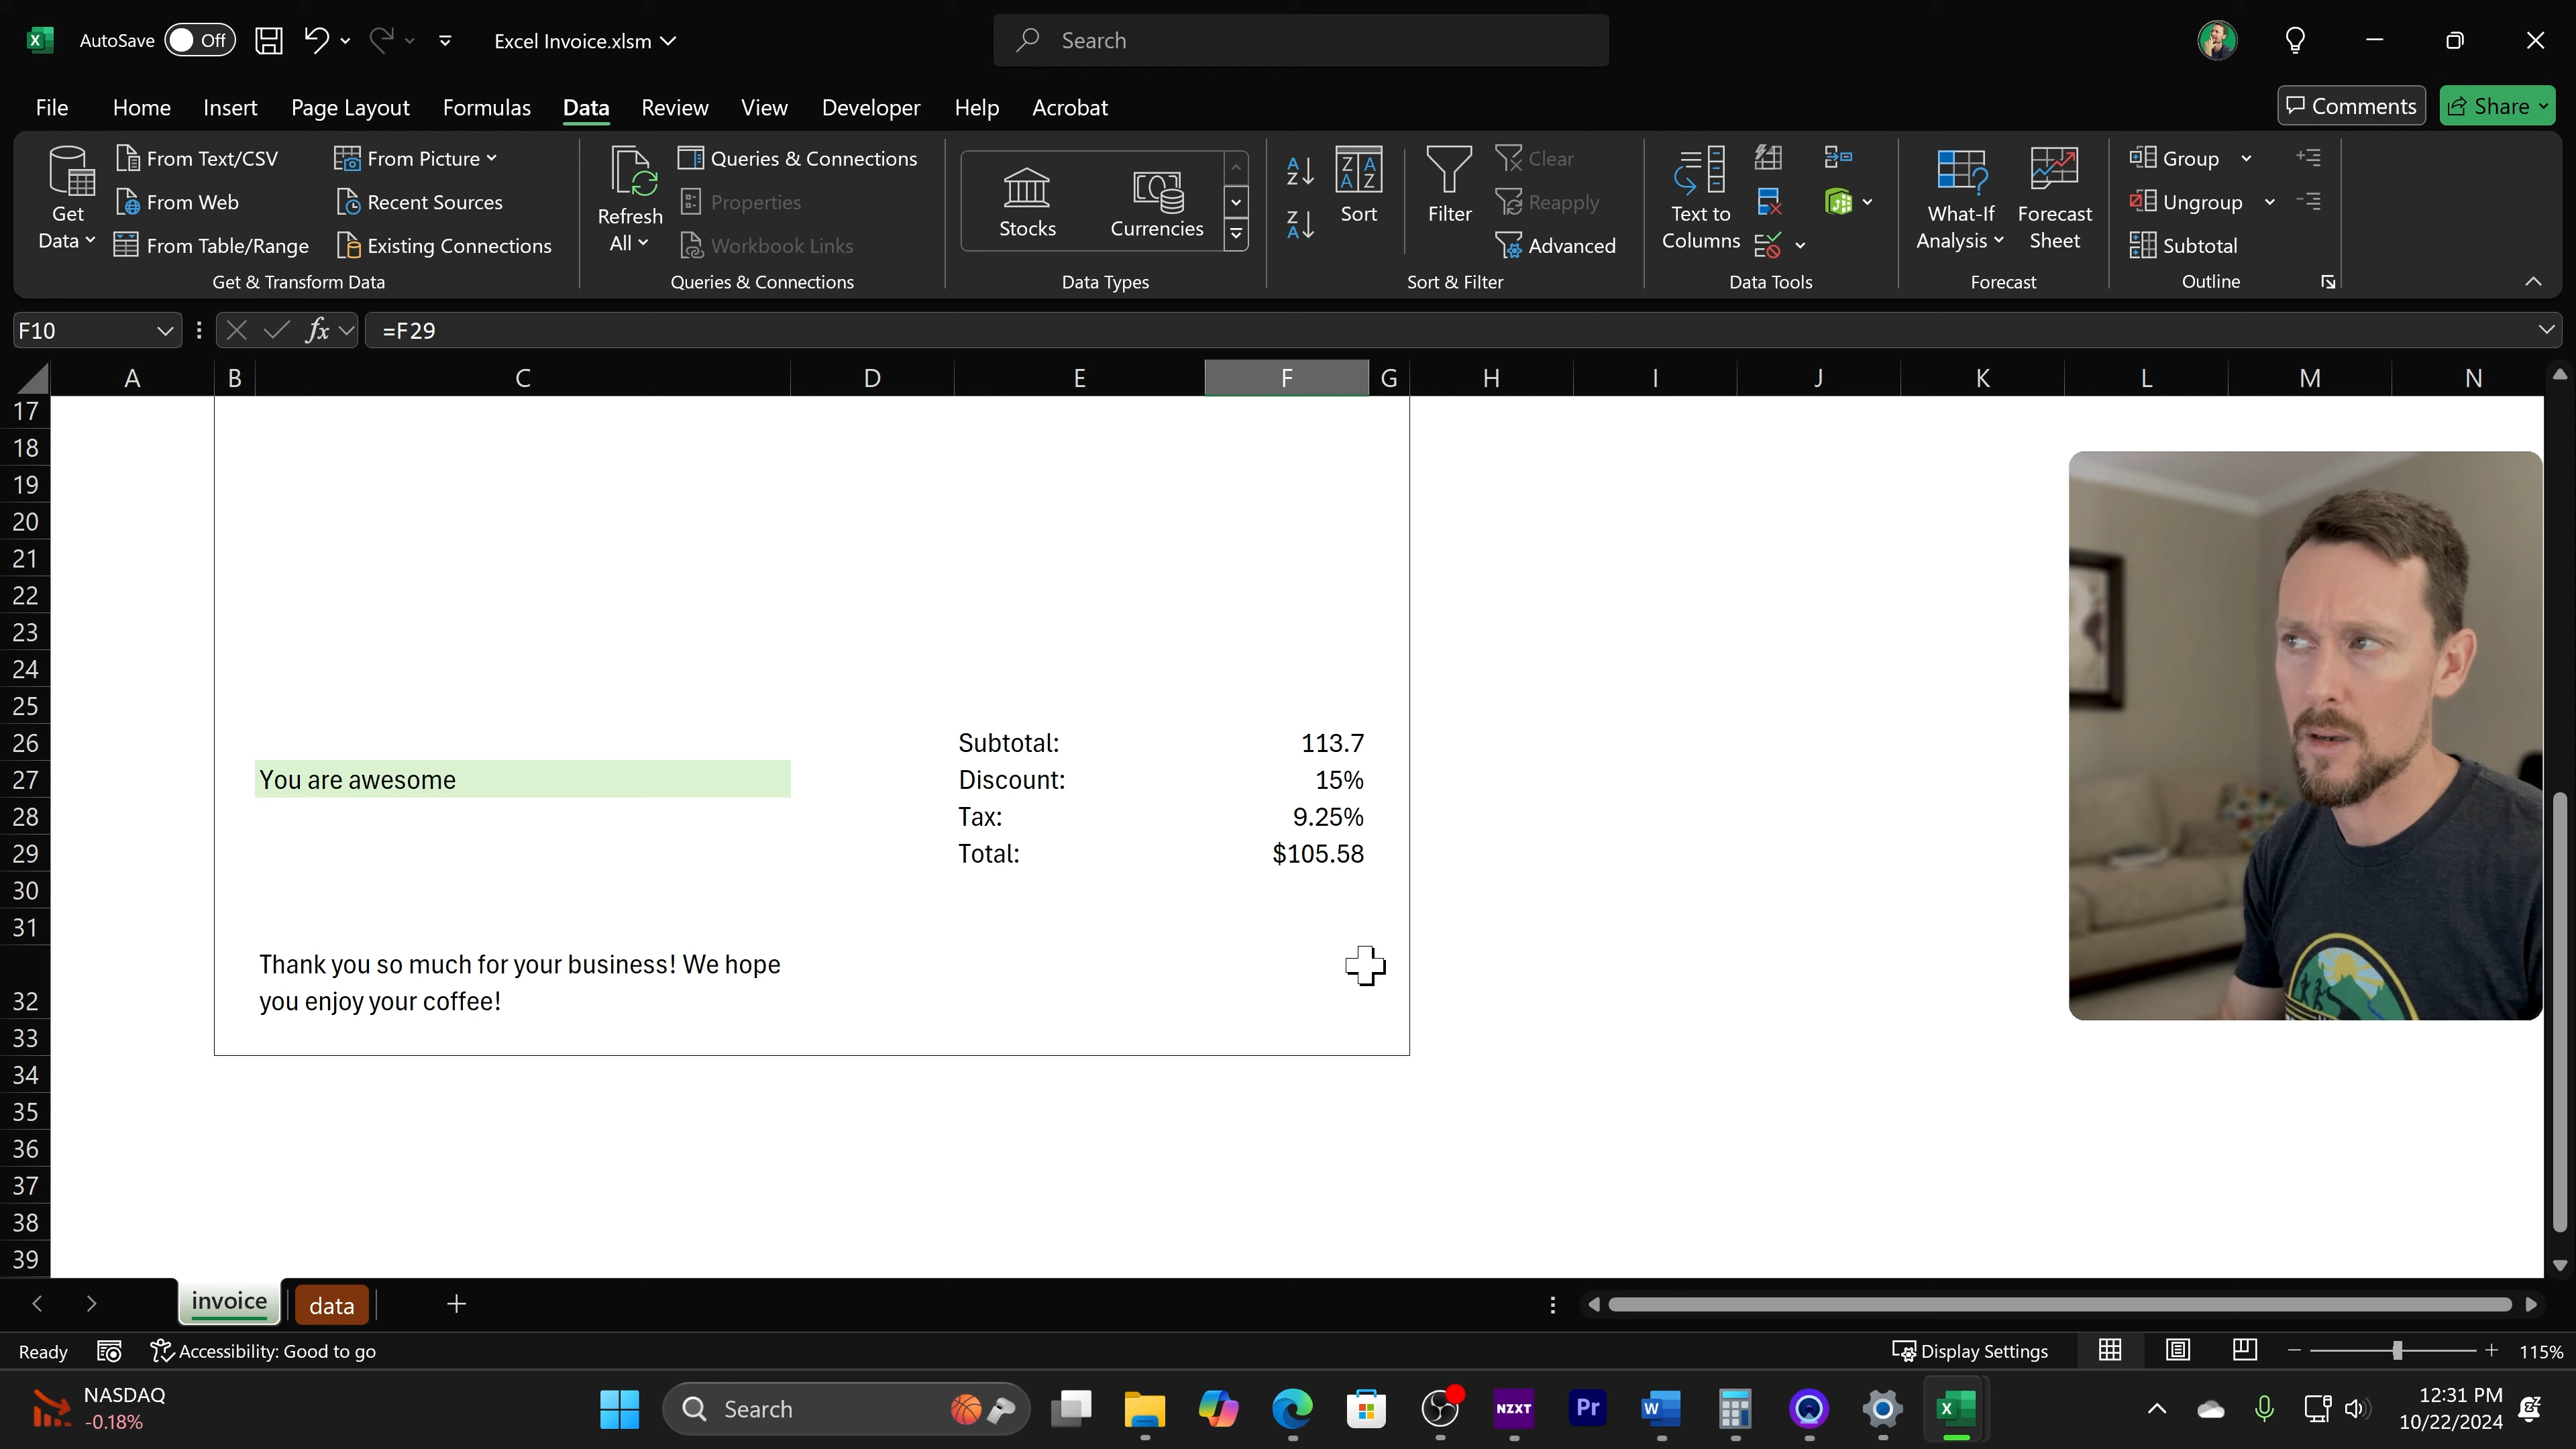 AutoSave Off Excel Invoice.xlsm Search
File Home Insert Page Layout Formulas Data Review View Developer Help Acrobat Comments Share
Get Data
From Text/CSV
From Web
From Table/Range
From Picture
Recent Sources
Existing Connections
Get & Transform Data
Refresh All
Queries & Connections
Properties
Workbook Links
Queries & Connections
Stocks
Currencies
Data Types
Sort
Filter
Clear
Reapply
Advanced
Sort & Filter
Text to Columns
Data Tools
What-If Analysis
Forecast Sheet
Forecast
Group
Ungroup
Subtotal
Outline
F10 fx =F29
A B C D E F G H I J K L M N
17
18
19
20
21
22
23
24
25
26 Subtotal: 113.7
27 You are awesome Discount: 15%
28 Tax: 9.25%
29 Total: $105.58
30
31
Thank you so much for your business! We hope
32 you enjoy your coffee!
33
34
35
36
37
38
39
invoice data
Ready Accessibility: Good to go Display Settings 115%
NASDAQ
-0.18%
Search
NZXT
Pr
12:31 PM
10/22/2024